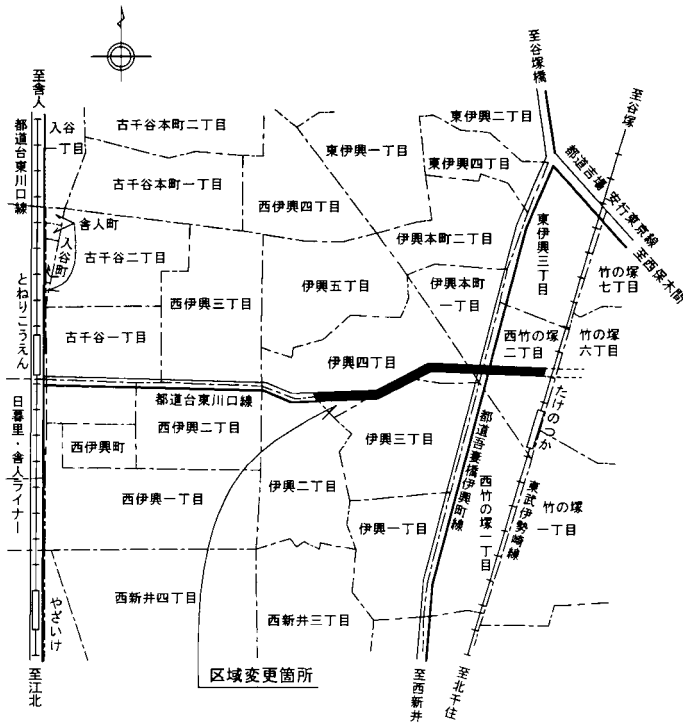 至舎人
都道台東川口線
入谷
一丁目
古千谷本町二丁目
古千谷本町一丁目
舎人町
入谷町
古千谷二丁目
とねりこうえん
古千谷一丁目
西伊興三丁目
西伊興四丁目
東伊興一丁目
東伊興二丁目
東伊興四丁目
至谷塚橋
至谷塚
都道吉場安行東京線
至西保木間
東伊興三丁目
伊興本町二丁目
伊興本町
一丁目
伊興五丁目
伊興四丁目
竹の塚
七丁目
西竹の塚
二丁目
竹の塚
六丁目
都道台東川口線
日暮里・舎人ライナー
西伊興町
西伊興二丁目
西伊興一丁目
伊興三丁目
伊興二丁目
伊興一丁目
都道吾妻橋伊興町線
西竹の塚一丁目
たけのつか
東武伊勢崎線
竹の塚
一丁目
やざいけ
西新井四丁目
西新井三丁目
区域変更箇所
至江北
至西新井
至北千住